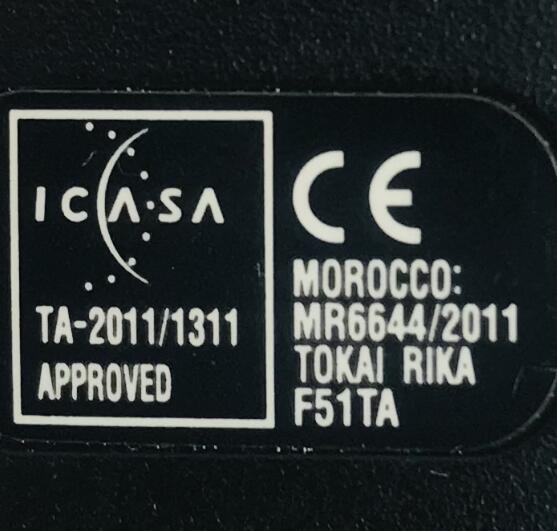 ICASA
TA-2011/1311
APPROVED
CE
MOROCCO:
MR6644/2011
TOKAI RIKA
F51TA